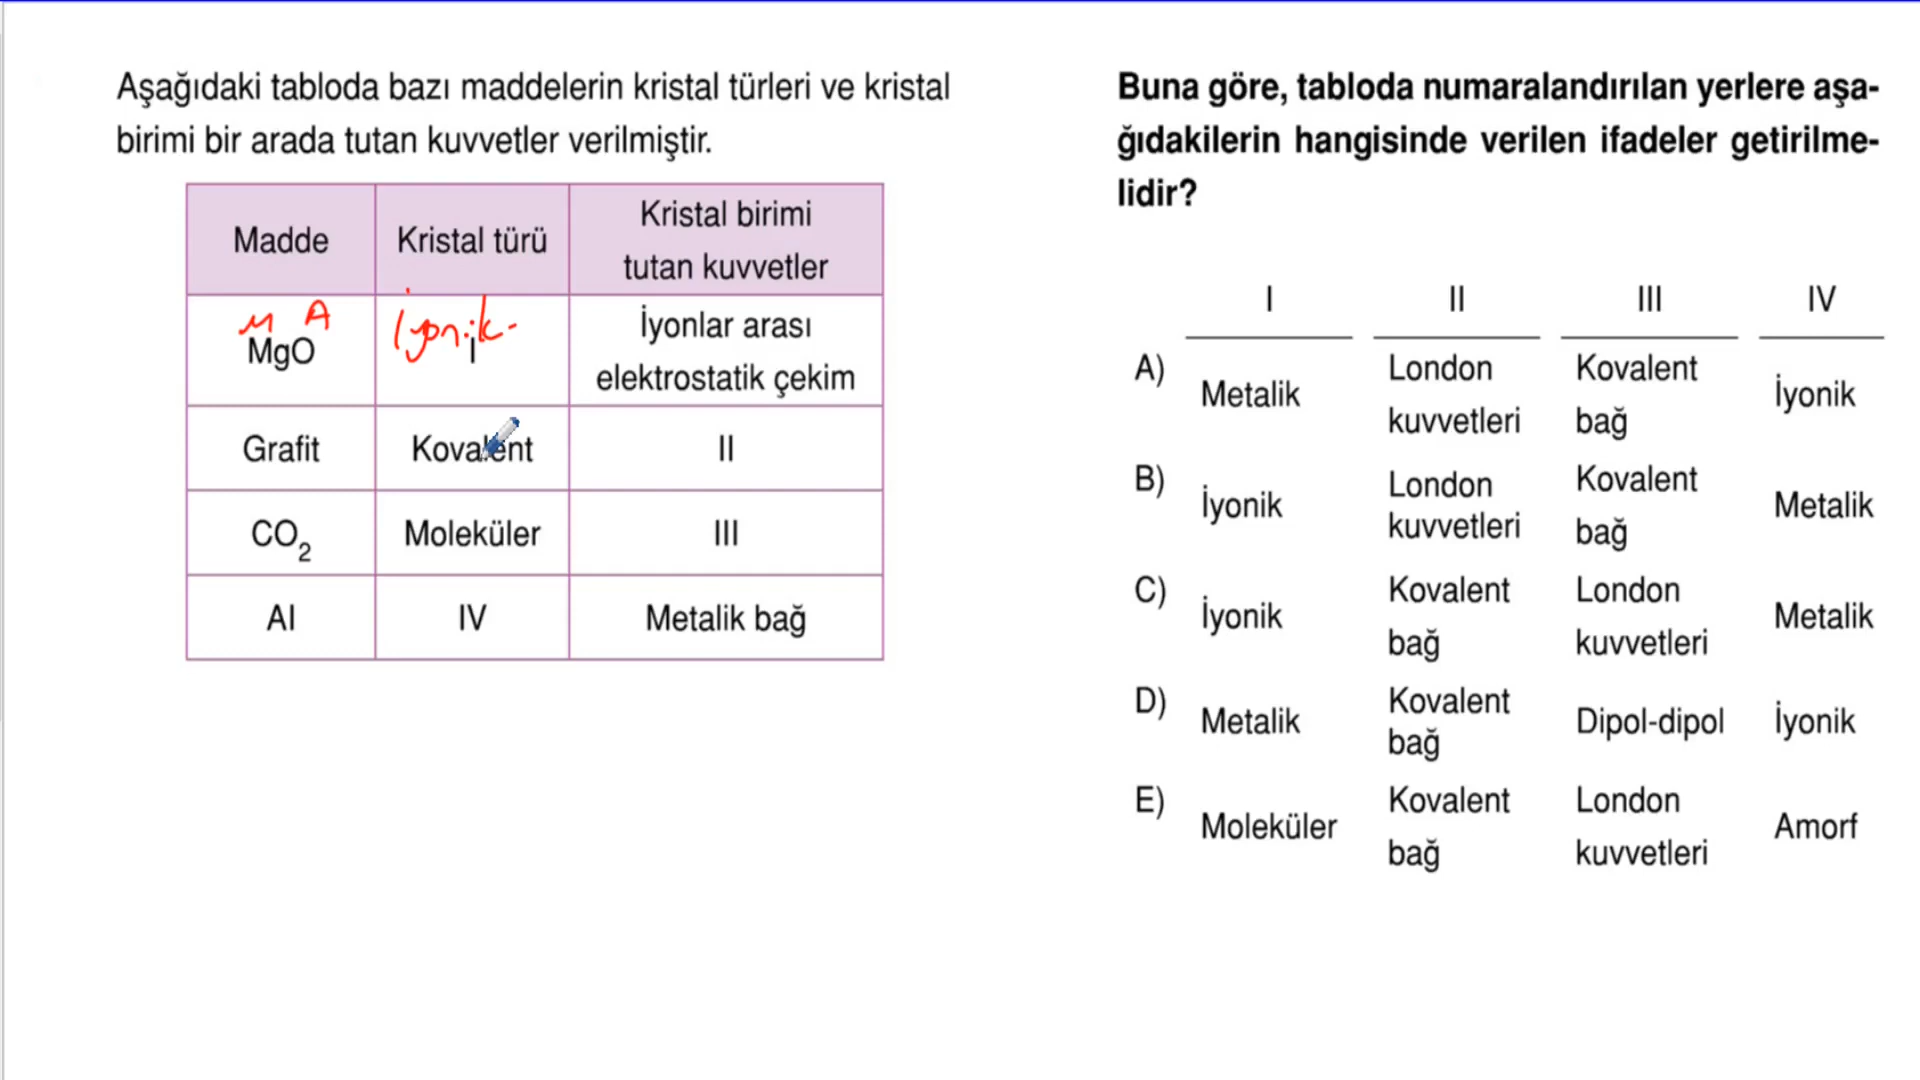 Aşağıdaki tabloda bazı maddelerin kristal türleri ve kristal
birimi bir arada tutan kuvvetler verilmiştir.
Madde Kristal türü Kristal birimi
tutan kuvvetler
M A
MgO İyonik I İyonlar arası
elektrostatik çekim
Grafit Kovalent II
CO₂ Moleküler III
Al IV Metalik bağ
Buna göre, tabloda numaralandırılan yerlere aşa-
ğıdakilerin hangisinde verilen ifadeler getirilme-
lidir?
I II III IV
A) Metalik London kuvvetleri Kovalent bağ İyonik
B) İyonik London kuvvetleri Kovalent bağ Metalik
C) İyonik Kovalent bağ London kuvvetleri Metalik
D) Metalik Kovalent bağ Dipol-dipol İyonik
E) Moleküler Kovalent bağ London kuvvetleri Amorf